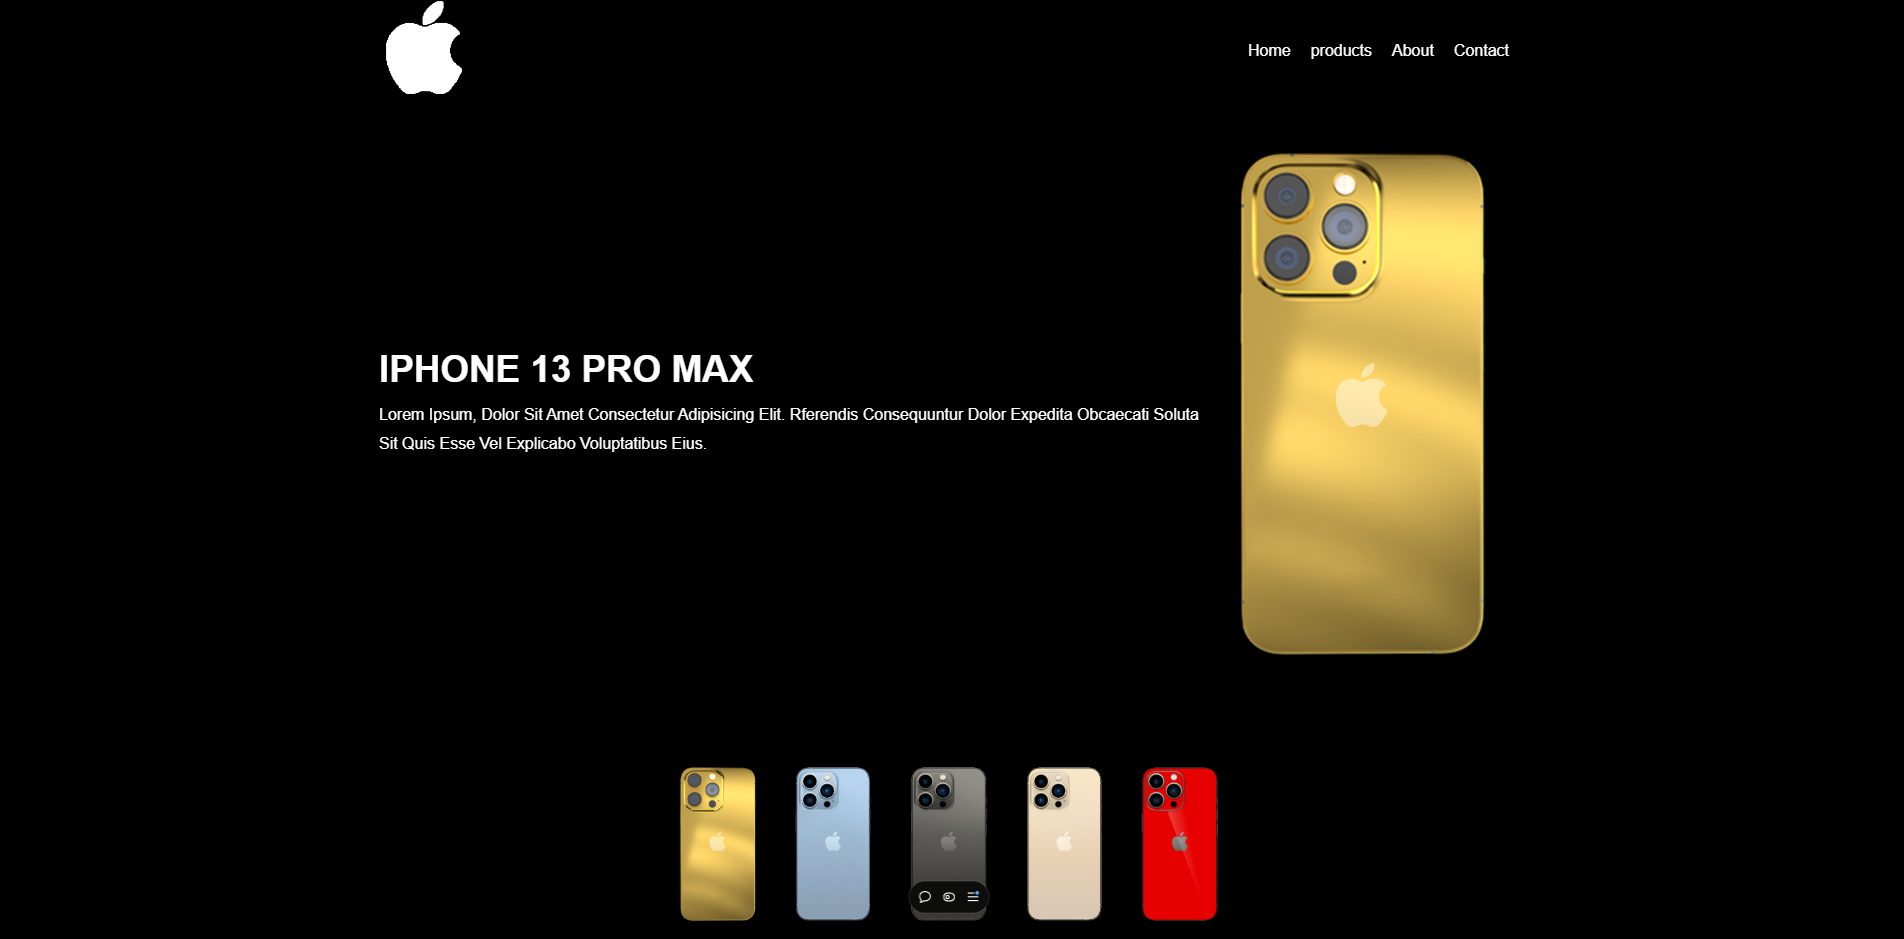 Home products About Contact
IPHONE 13 PRO MAX
Lorem Ipsum, Dolor Sit Amet Consectetur Adipisicing Elit. Rferendis Consequuntur Dolor Expedita Obcaecati Soluta
Sit Quis Esse Vel Explicabo Voluptatibus Eius.